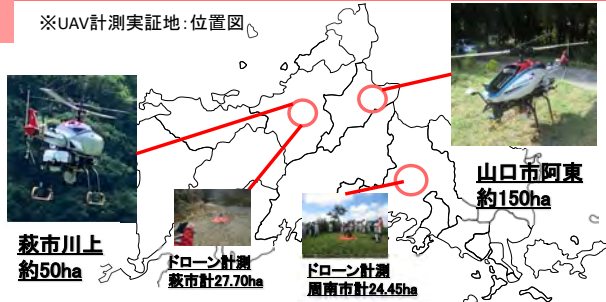 ※UAV計測実証地:位置図
山口市阿東
約150ha
萩市川上
約50ha
ドローン計測
萩市計27.70ha
ドローン計測
周南市計24.45ha